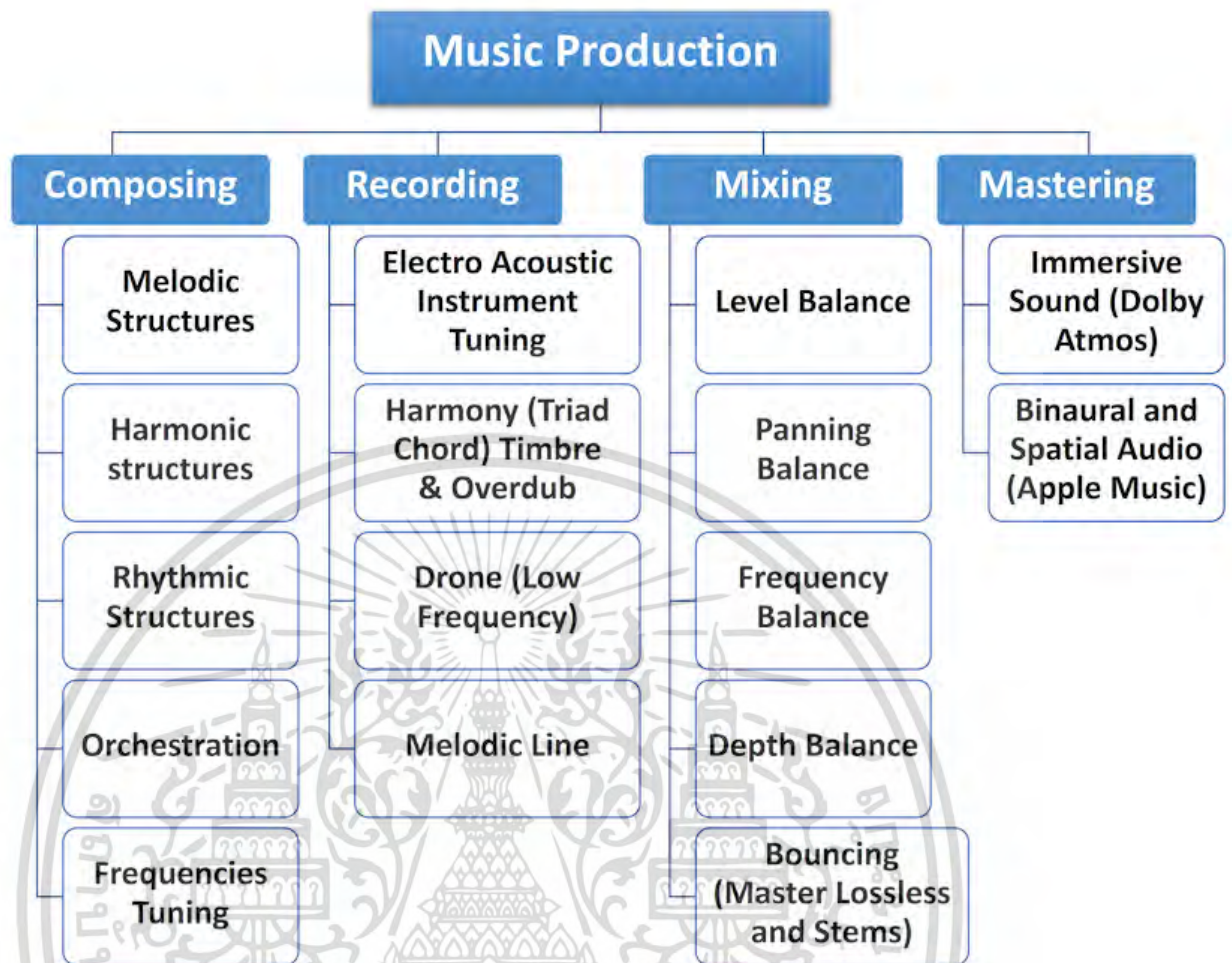 Music Production
Composing
Melodic
Structures
Harmonic
structures
Rhythmic
Structures
Orchestration
Frequencies
Tuning
Recording
Electro Acoustic
Instrument
Tuning
Harmony (Triad
Chord) Timbre
& Overdub
Drone (Low
Frequency)
Melodic Line
Mixing
Level Balance
Panning
Balance
Frequency
Balance
Depth Balance
Bouncing
(Master Lossless
and Stems)
Mastering
Immersive
Sound (Dolby
Atmos)
Binaural and
Spatial Audio
(Apple Music)